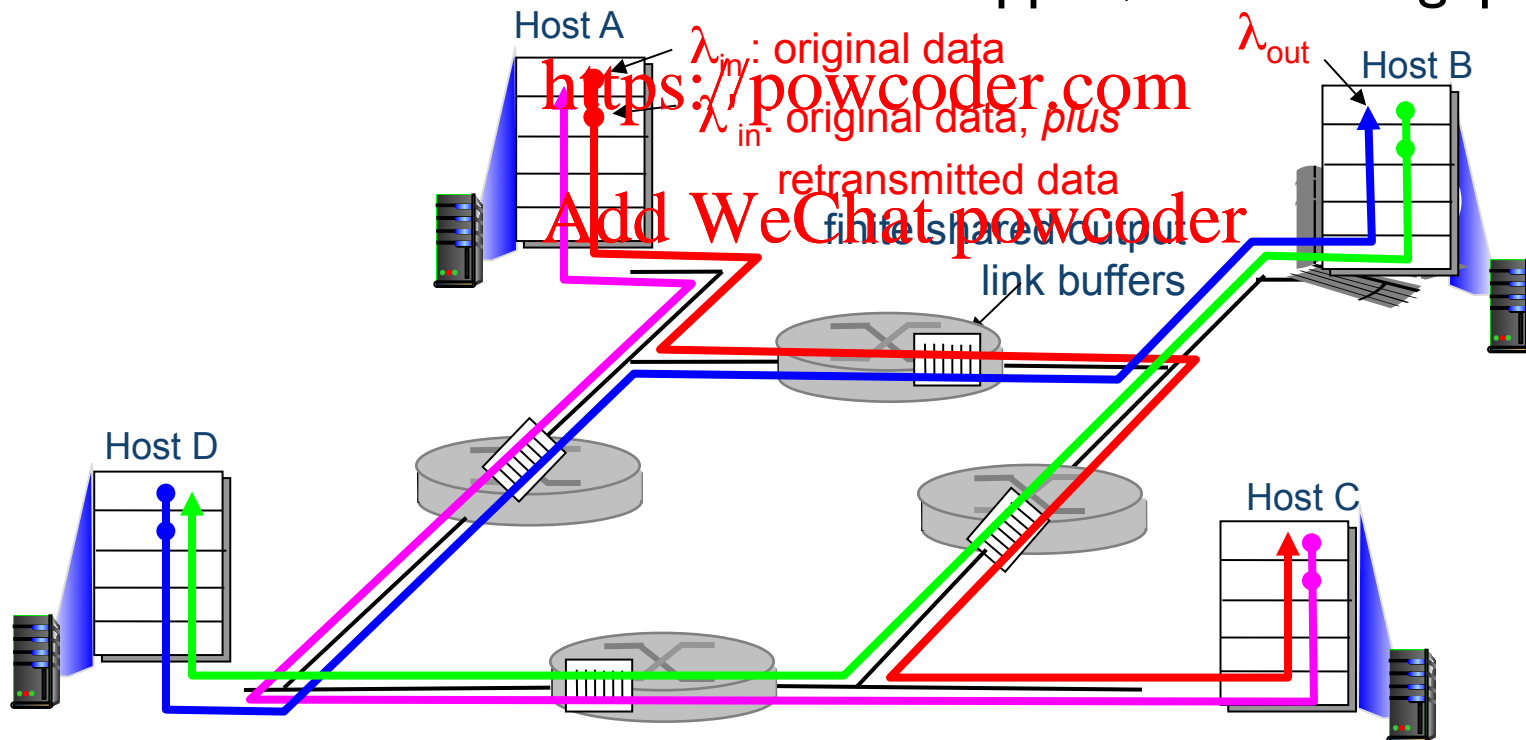 Host A
λin: original data
λout
Host B
https://powcoder.com
λ'in: original data, plus
retransmitted data
Add WeChat powcoder
finite shared output
link buffers
Host D
Host C